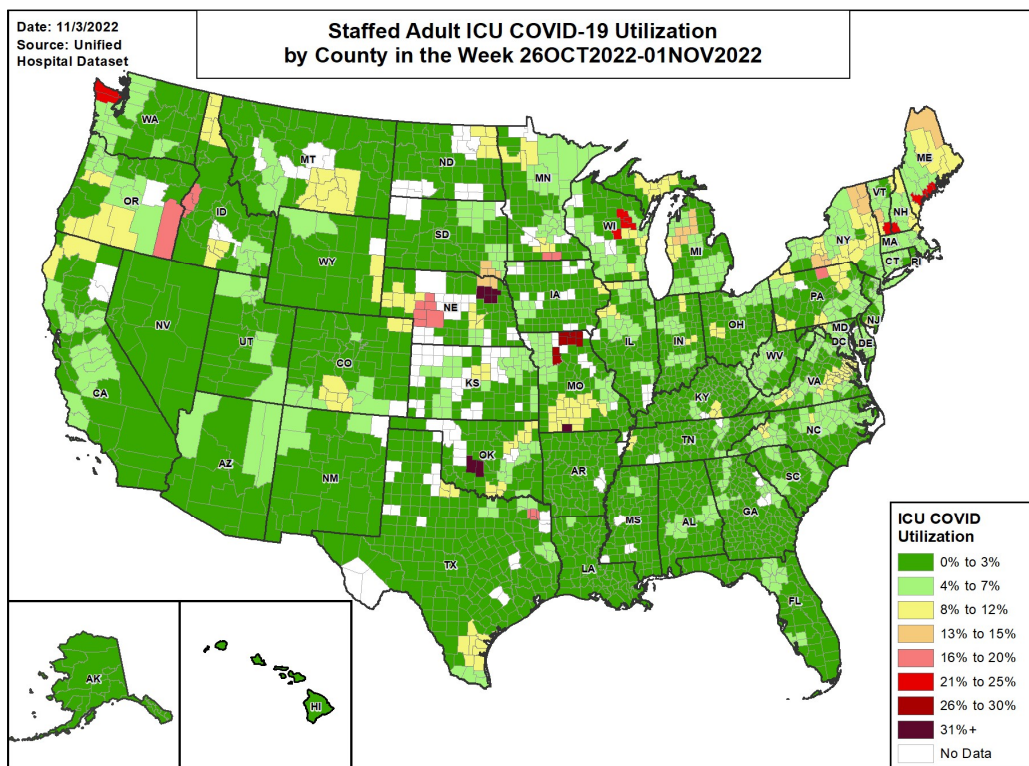 Date: 11/3/2022
Source: Unified
Hospital Dataset
Staffed Adult ICU COVID-19 Utilization
by County in the Week 26OCT2022-01NOV2022
WA
MT
ND
MN
ME
OR
ID
SD
WI
MI
VT
NH
NY
MA
CT
RI
WY
NE
IA
PA
NJ
NV
UT
CO
KS
MO
IL
IN
OH
WV
MD
DC
DE
VA
KY
CA
AZ
NM
OK
AR
TN
NC
SC
TX
LA
MS
AL
GA
FL
AK
HI
ICU COVID
Utilization
0% to 3%
4% to 7%
8% to 12%
13% to 15%
16% to 20%
21% to 25%
26% to 30%
31%+
No Data